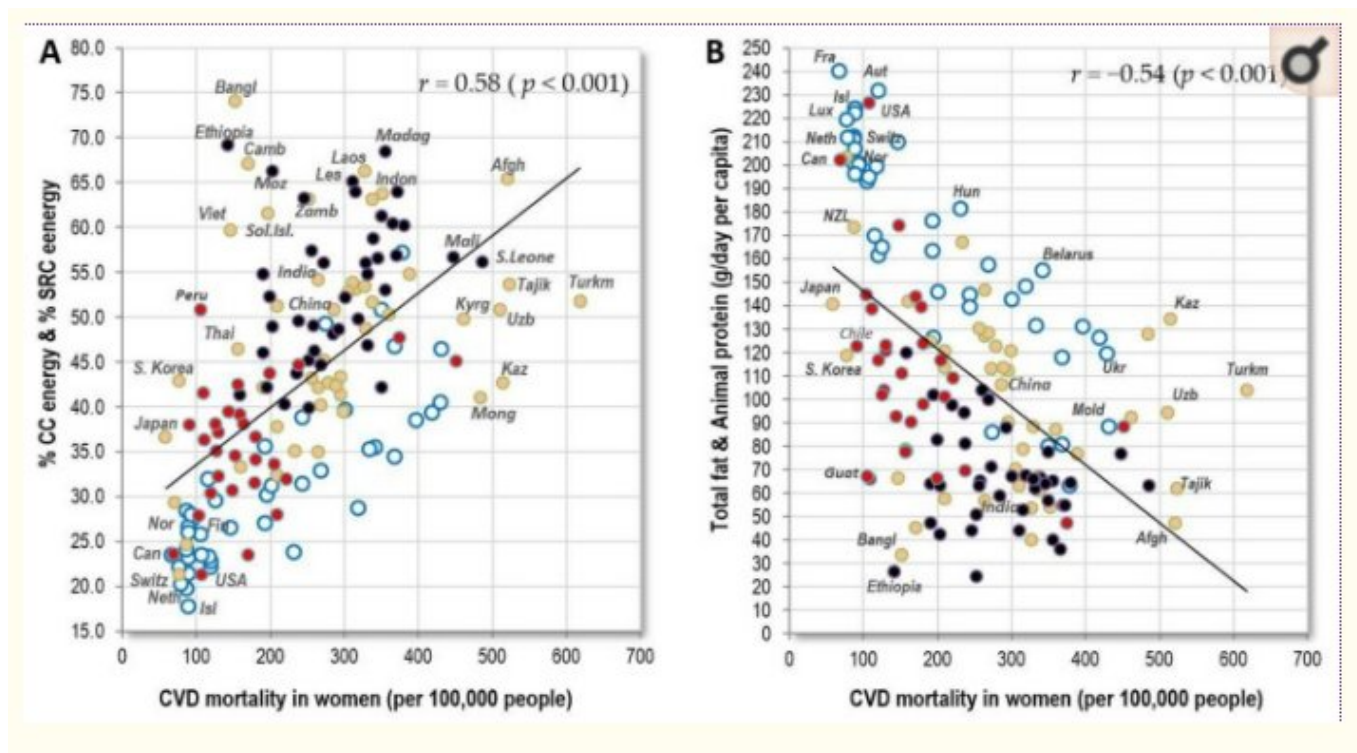 A
80.0
75.0
70.0
65.0
60.0
55.0
50.0
45.0
40.0
35.0
30.0
25.0
20.0
15.0
% CC energy & % SRC eenergy
r = 0.58 ( p < 0.001)
Bangl
Ethiopia
Camb
Madag
Laos
Les
Moz
Indon
Afgh
Zamb
Viet
Sol.Isl.
Mali
S.Leone
India
Tajik
Turkm
Peru
China
Kyrg
Uzb
Thai
S. Korea
Kaz
Mong
Japan
Nor
Fin
Can
Switz
USA
Neth
Isl
0 100 200 300 400 500 600 700
CVD mortality in women (per 100,000 people)
B
250
240
230
220
210
200
190
180
170
160
150
140
130
120
110
100
90
80
70
60
50
40
30
20
10
0
Total fat & Animal protein (g/day per capita)
r = −0.54 (p < 0.001
Fra
Aut
Isl
Lux
USA
Neth
Switz
Can
Nor
Hun
NZL
Belarus
Japan
Kaz
Chile
S. Korea
Ukr
China
Turkm
Uzb
Mold
Guat
India
Tajik
Bangl
Afgh
Ethiopia
0 100 200 300 400 500 600 700
CVD mortality in women (per 100,000 people)